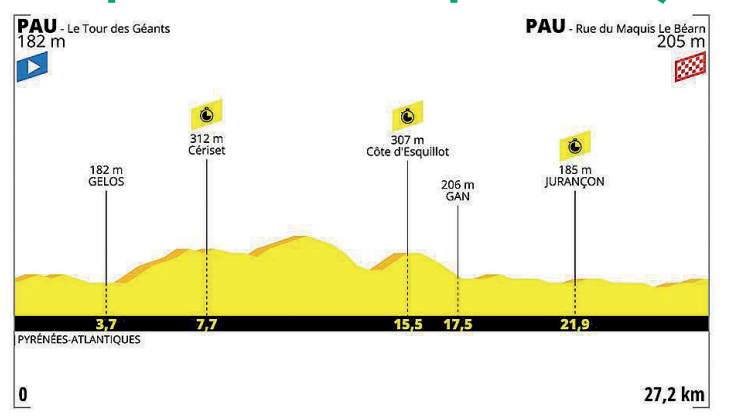 PAU - Le Tour des Géants
182 m
PAU - Rue du Maquis Le Béarn
205 m
312 m
Cériset
307 m
Côte d'Esquillot
182 m
GELOS
206 m
GAN
185 m
JURANÇON
3,7 7,7 15,5 17,5 21,9
PYRÉNÉES-ATLANTIQUES
0 27,2 km